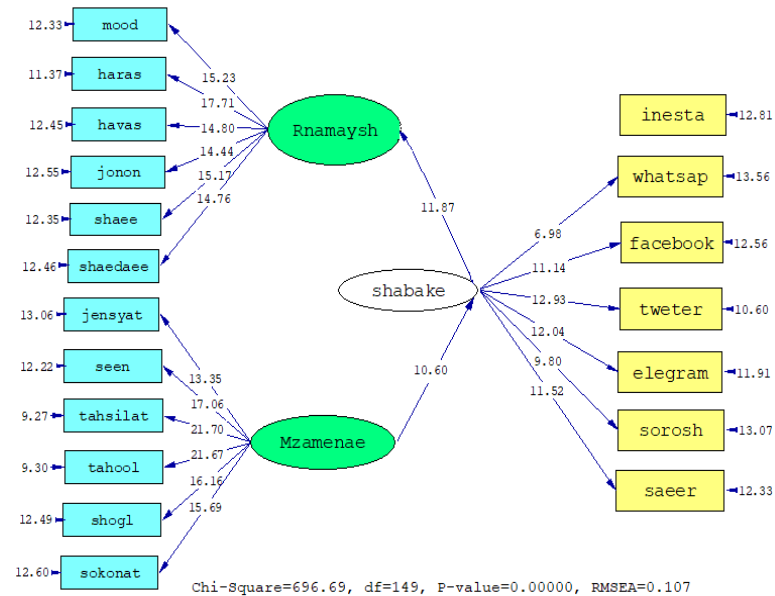 12.33 mood
11.37 haras
12.45 havas
12.55 jonon
12.35 shaee
12.46 shaedaee
13.06 jensyat
12.22 seen
9.27 tahsilat
9.30 tahool
12.49 shogl
12.60 sokonat
15.23
17.71
14.80
14.44
15.17
14.76
13.35
17.06
21.70
21.67
16.16
15.69
Rnamaysh
Mzamenae
11.87
shabake
10.60
6.98
11.14
12.93
12.04
9.80
11.52
inesta 12.81
whatsap 13.56
facebook 12.56
tweter 10.60
elegram 11.91
sorosh 13.07
saeer 12.33
Chi-Square=696.69, df=149, P-value=0.00000, RMSEA=0.107